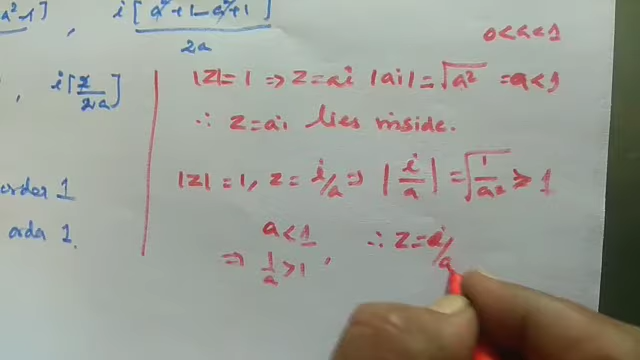 a²-1] , i[a²+1-a²+1]
2a
0<a<1
, i[2/2a]
|Z|=1 ⇒ Z=ai |ai|=√a² =a<1
∴ Z=ai lies inside.
order 1
|Z|=1, Z=i/a ⇒ |i/a|=√1/a² ≥ 1
orda 1.
a<1
⇒ 1/a>1 , ∴ Z=i/a